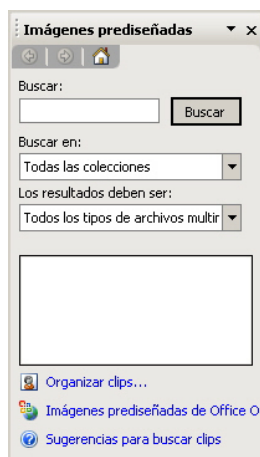 Imágenes prediseñadas
Buscar:
Buscar
Buscar en:
Todas las colecciones
Los resultados deben ser:
Todos los tipos de archivos multir
Organizar clips...
Imágenes prediseñadas de Office O
Sugerencias para buscar clips